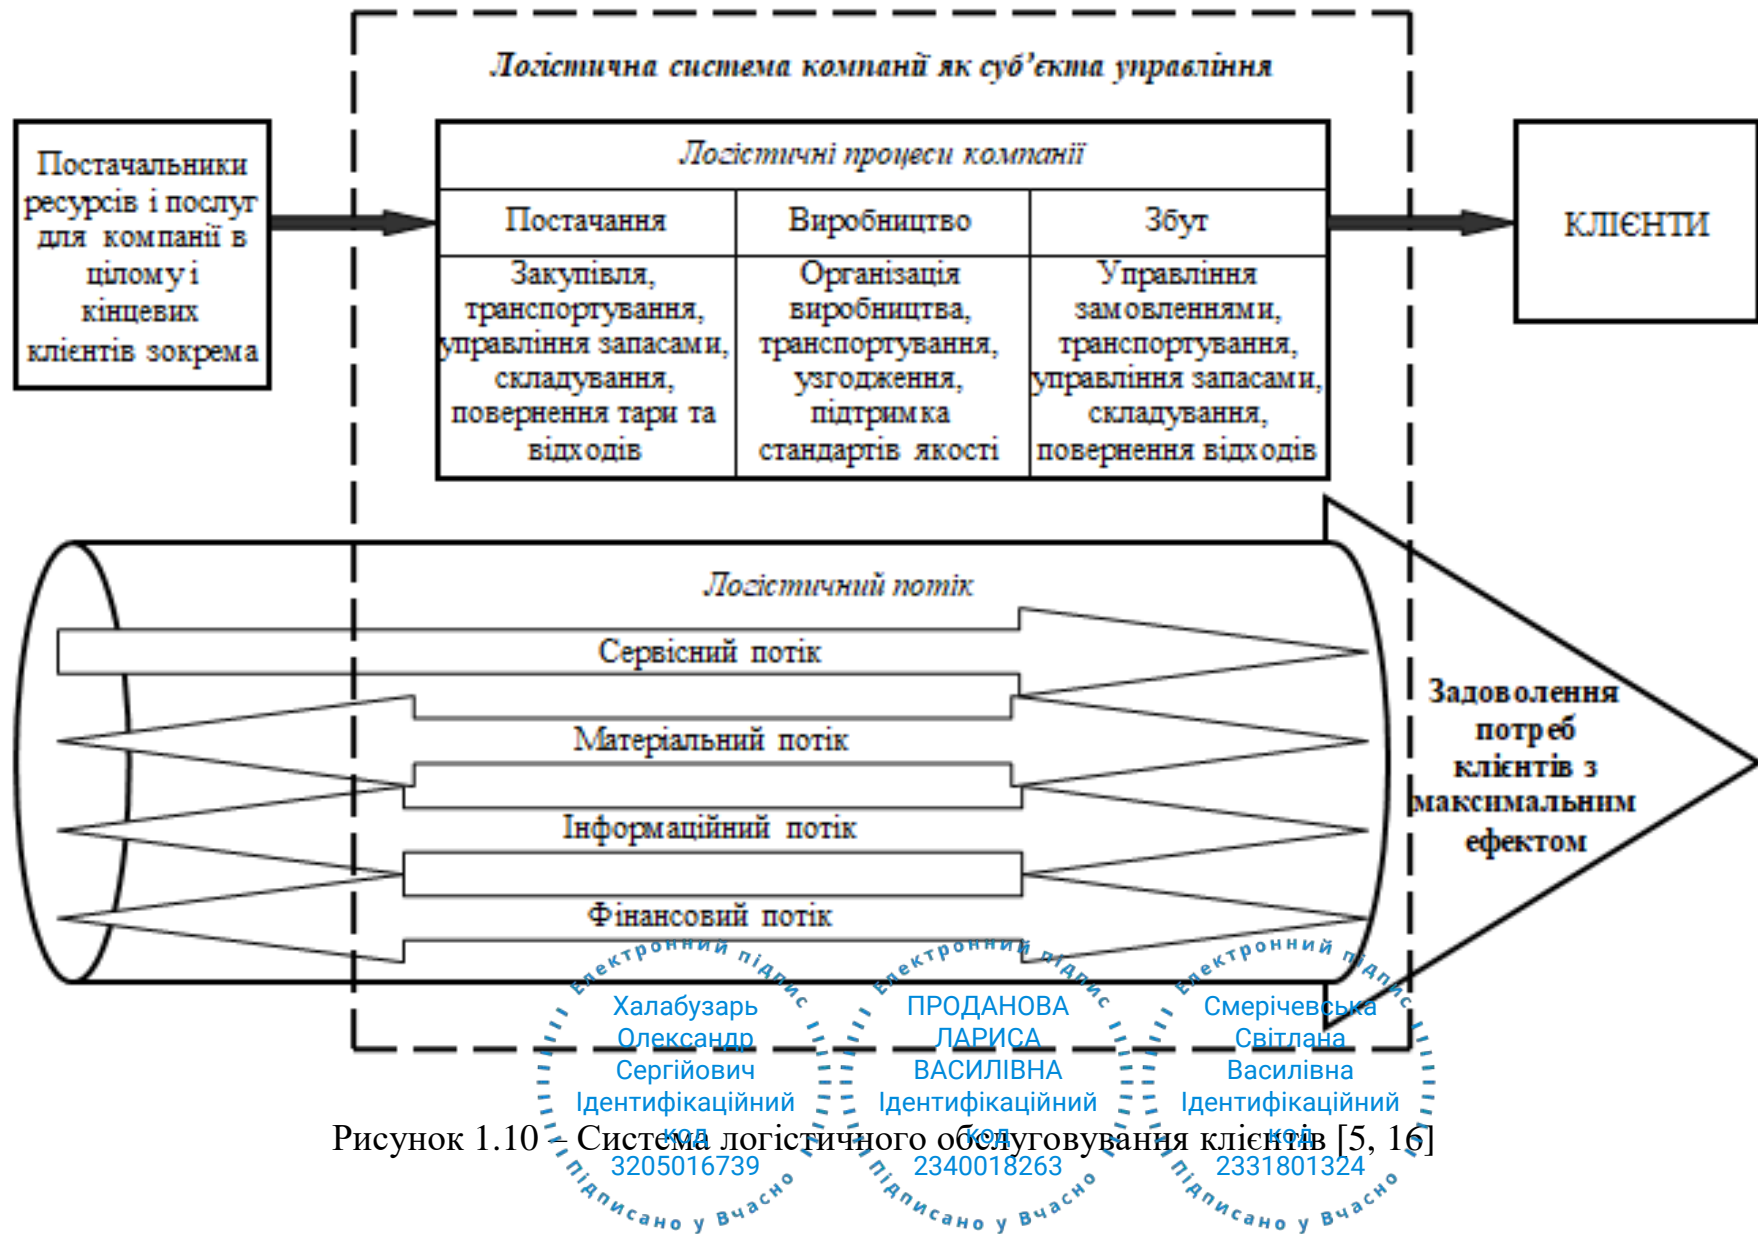 Логістична система компанії як суб’єкта управління
Постачальники
ресурсів і послуг
для компанії в
цілому і
кінцевих
клієнтів зокрема
Логістичні процеси компанії
Постачання
Виробництво
Збут
Закупівля,
транспортування,
управління запасами,
складування,
повернення тари та
відходів
Організація
виробництва,
транспортування,
узгодження,
підтримка
стандартів якості
Управління
замовленнями,
транспортування,
управління запасами,
складування,
повернення відходів
КЛІЄНТИ
Логістичний потік
Сервісний потік
Матеріальний потік
Інформаційний потік
Фінансовий потік
Задоволення
потреб
клієнтів з
максимальним
ефектом
Електронний підпис
Халабузарь
Олександр
Сергійович
Ідентифікаційний
код
3205016739
Підписано у Вчасно
Електронний підпис
ПРОДАНОВА
ЛАРИСА
ВАСИЛІВНА
Ідентифікаційний
код
2340018263
Підписано у Вчасно
Електронний підпис
Смерічевська
Світлана
Василівна
Ідентифікаційний
код
2331801324
Підписано у Вчасно
Рисунок 1.10 – Система логістичного обслуговування клієнтів [5, 16]